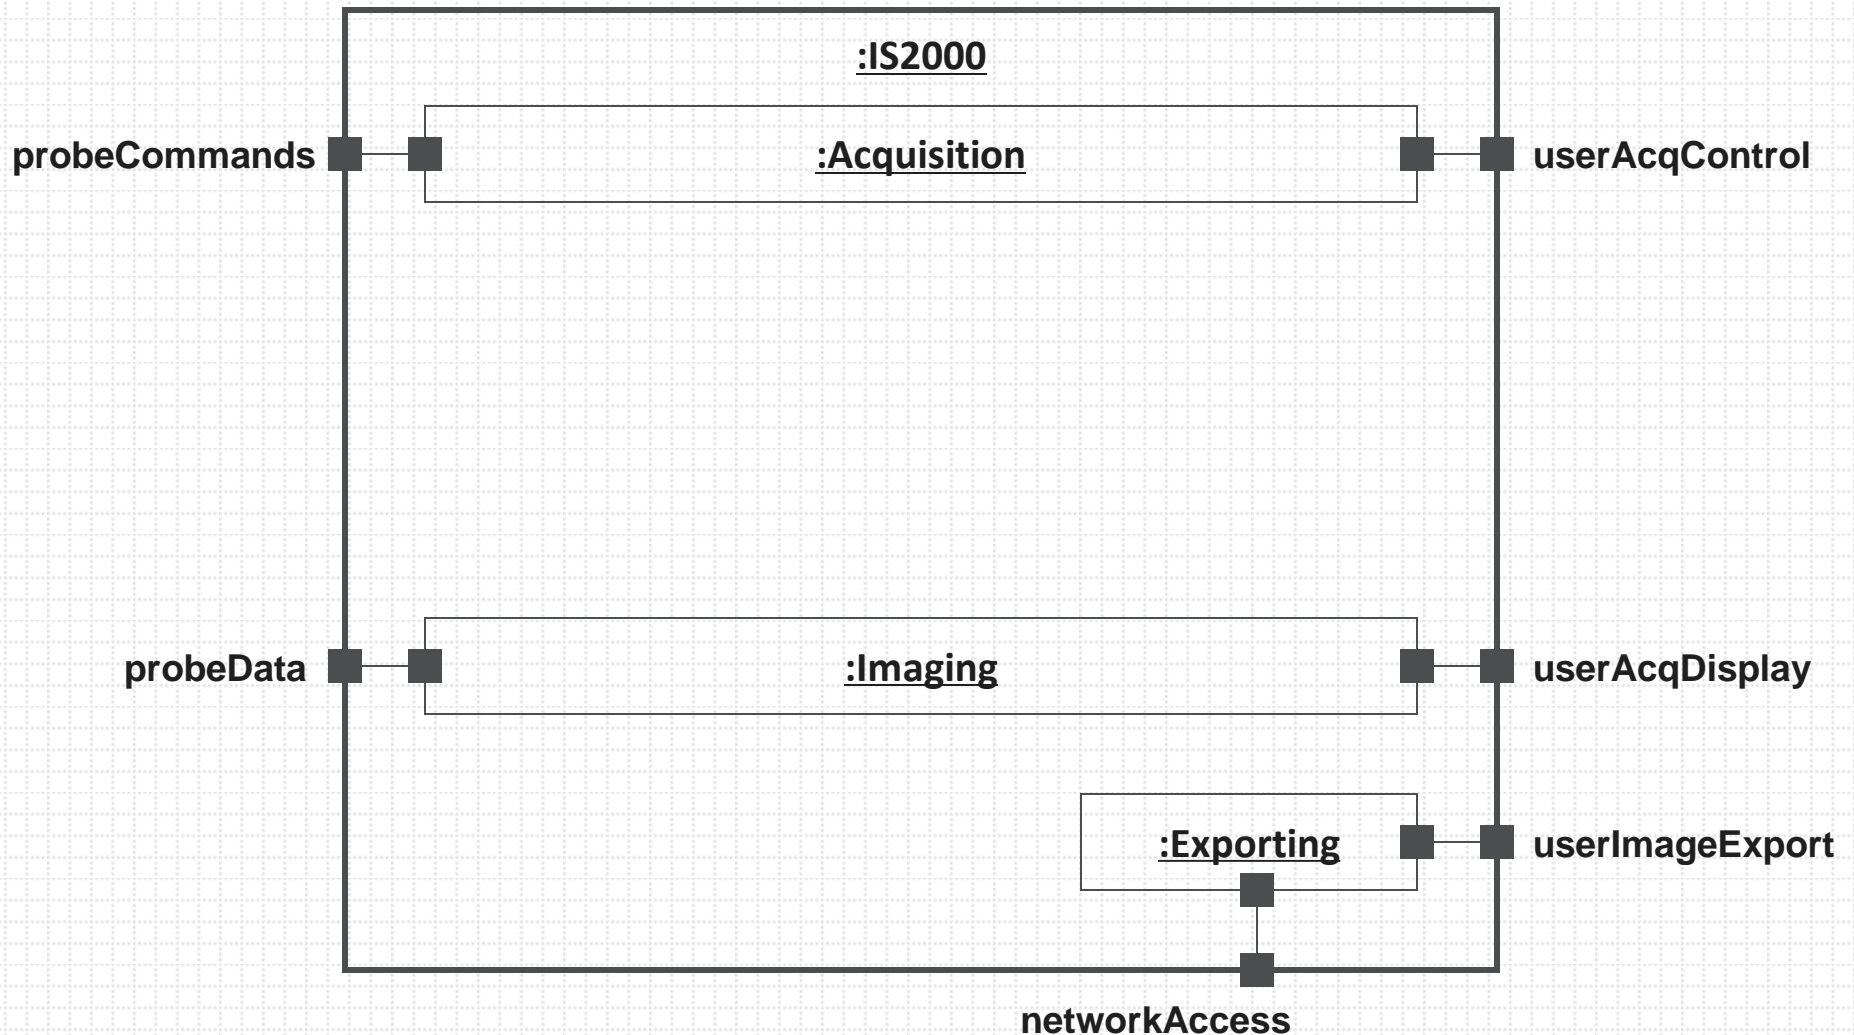 :IS2000
probeCommands
:Acquisition
userAcqControl
probeData
:Imaging
userAcqDisplay
:Exporting
userImageExport
networkAccess